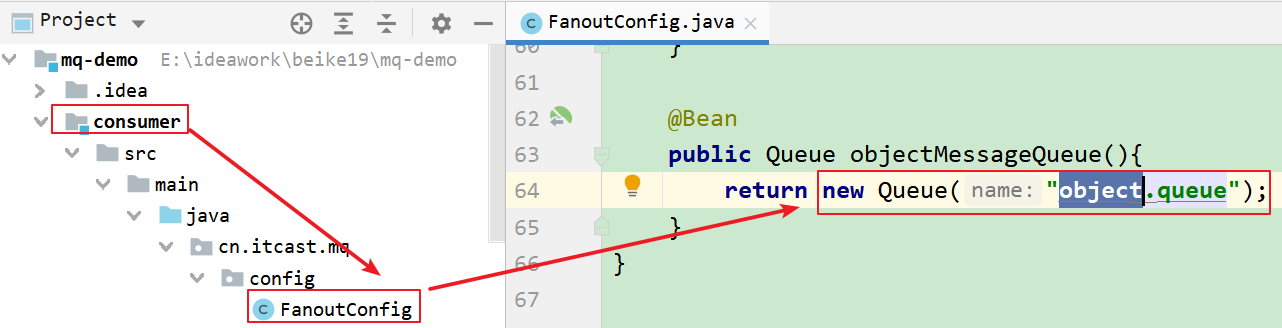 Project
mq-demo E:\ideawork\beike19\mq-demo
.idea
consumer
src
main
java
cn.itcast.mq
config
FanoutConfig
FanoutConfig.java
60 }
61
62 @Bean
63 public Queue objectMessageQueue(){
64 return new Queue( name: "object.queue");
65 }
66 }
67